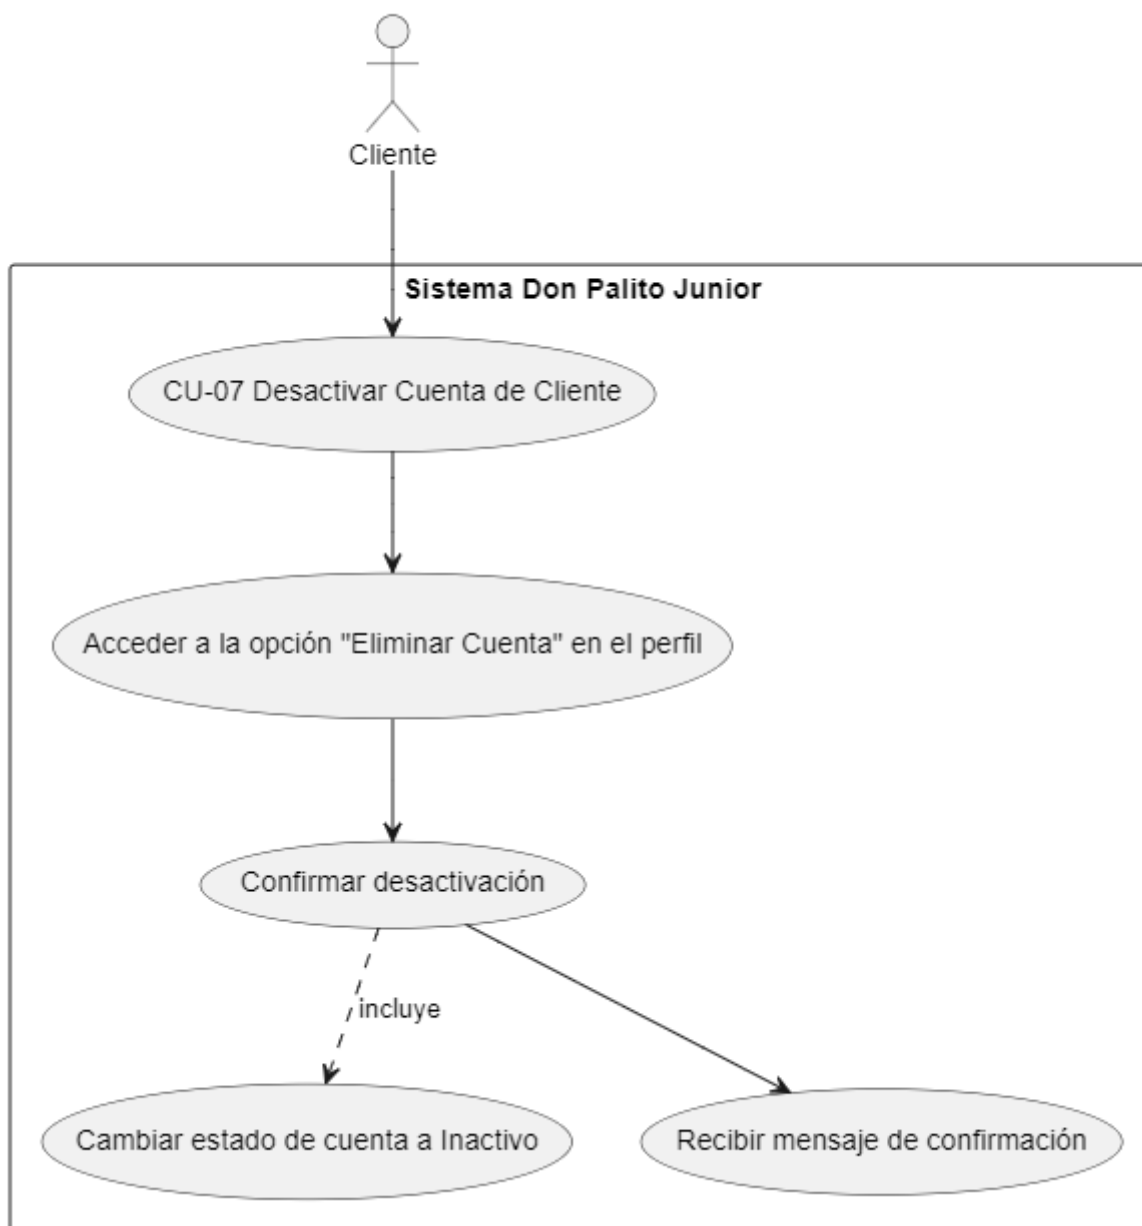 Cliente
Sistema Don Palito Junior
CU-07 Desactivar Cuenta de Cliente
Acceder a la opción "Eliminar Cuenta" en el perfil
Confirmar desactivación
incluye
Cambiar estado de cuenta a Inactivo
Recibir mensaje de confirmación